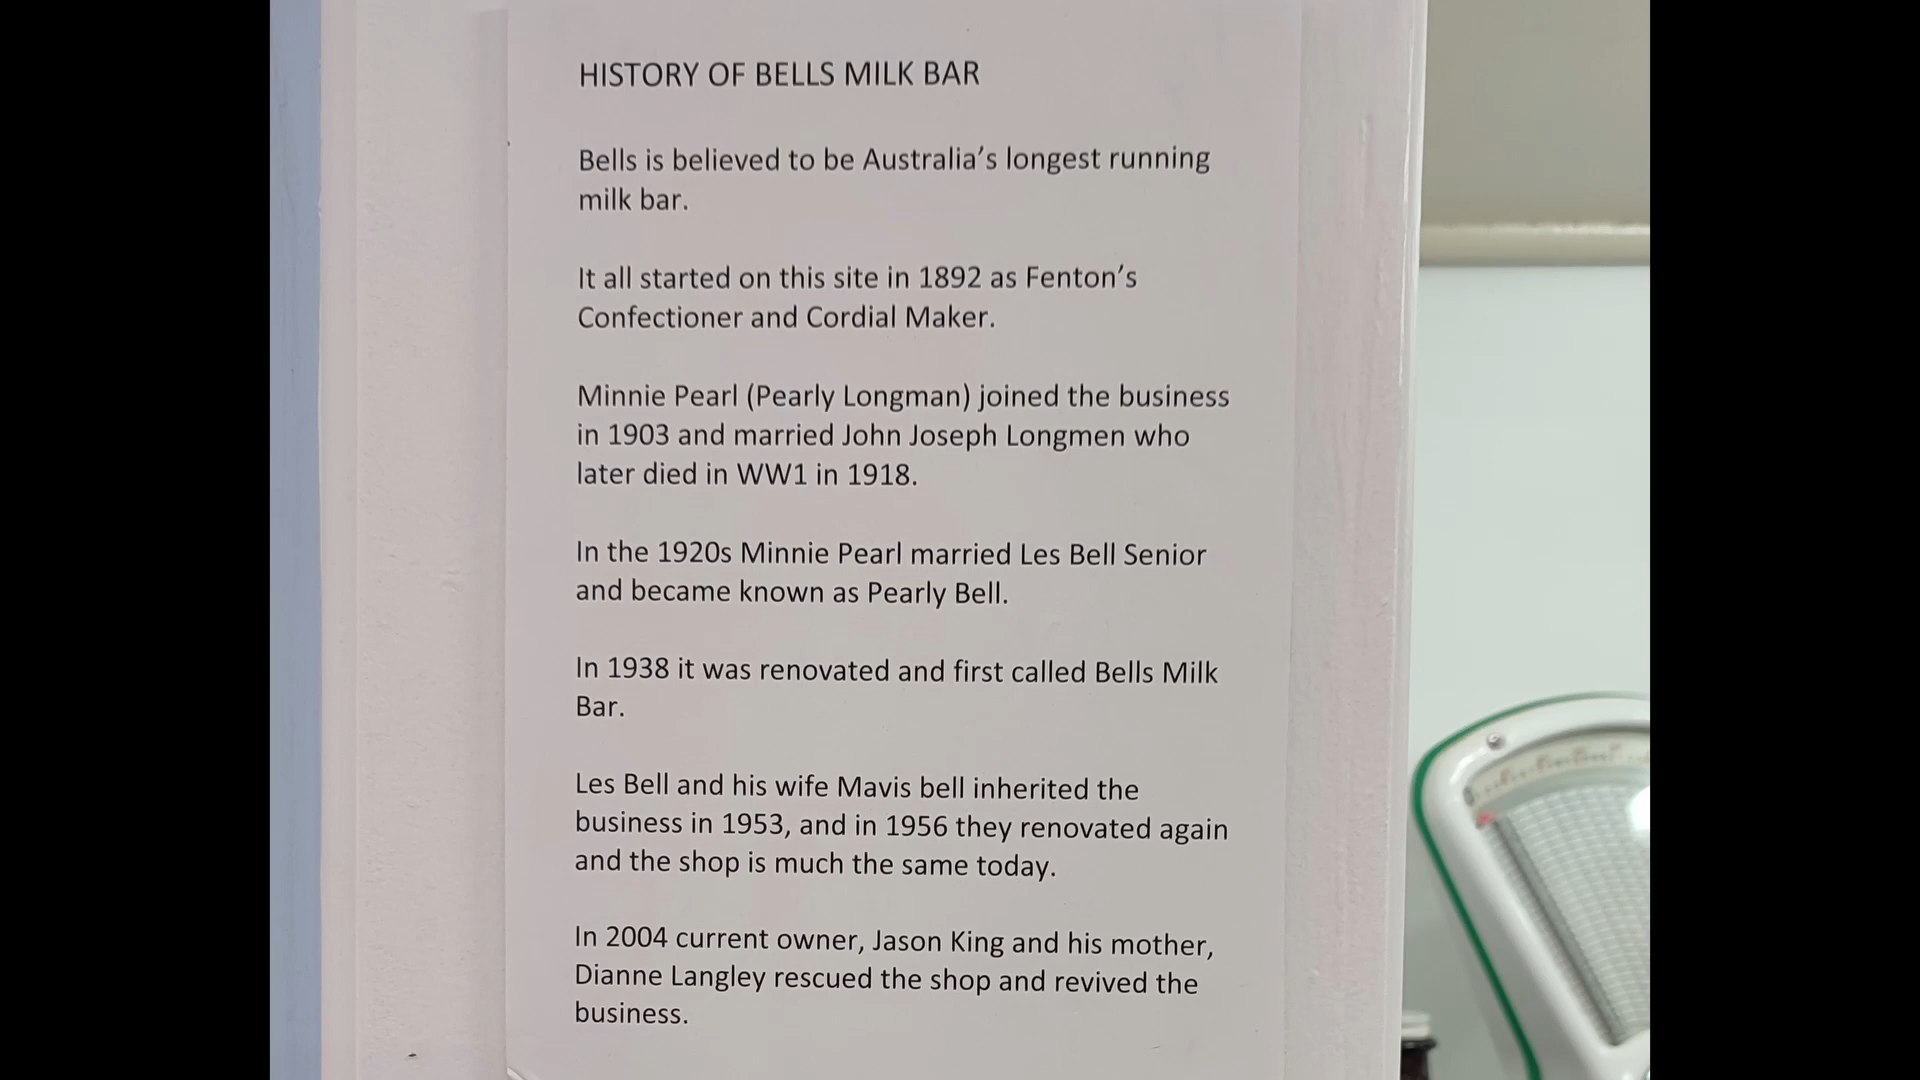 HISTORY OF BELLS MILK BAR
Bells is believed to be Australia’s longest running
milk bar.
It all started on this site in 1892 as Fenton’s
Confectioner and Cordial Maker.
Minnie Pearl (Pearly Longman) joined the business
in 1903 and married John Joseph Longmen who
later died in WW1 in 1918.
In the 1920s Minnie Pearl married Les Bell Senior
and became known as Pearly Bell.
In 1938 it was renovated and first called Bells Milk
Bar.
Les Bell and his wife Mavis bell inherited the
business in 1953, and in 1956 they renovated again
and the shop is much the same today.
In 2004 current owner, Jason King and his mother,
Dianne Langley rescued the shop and revived the
business.